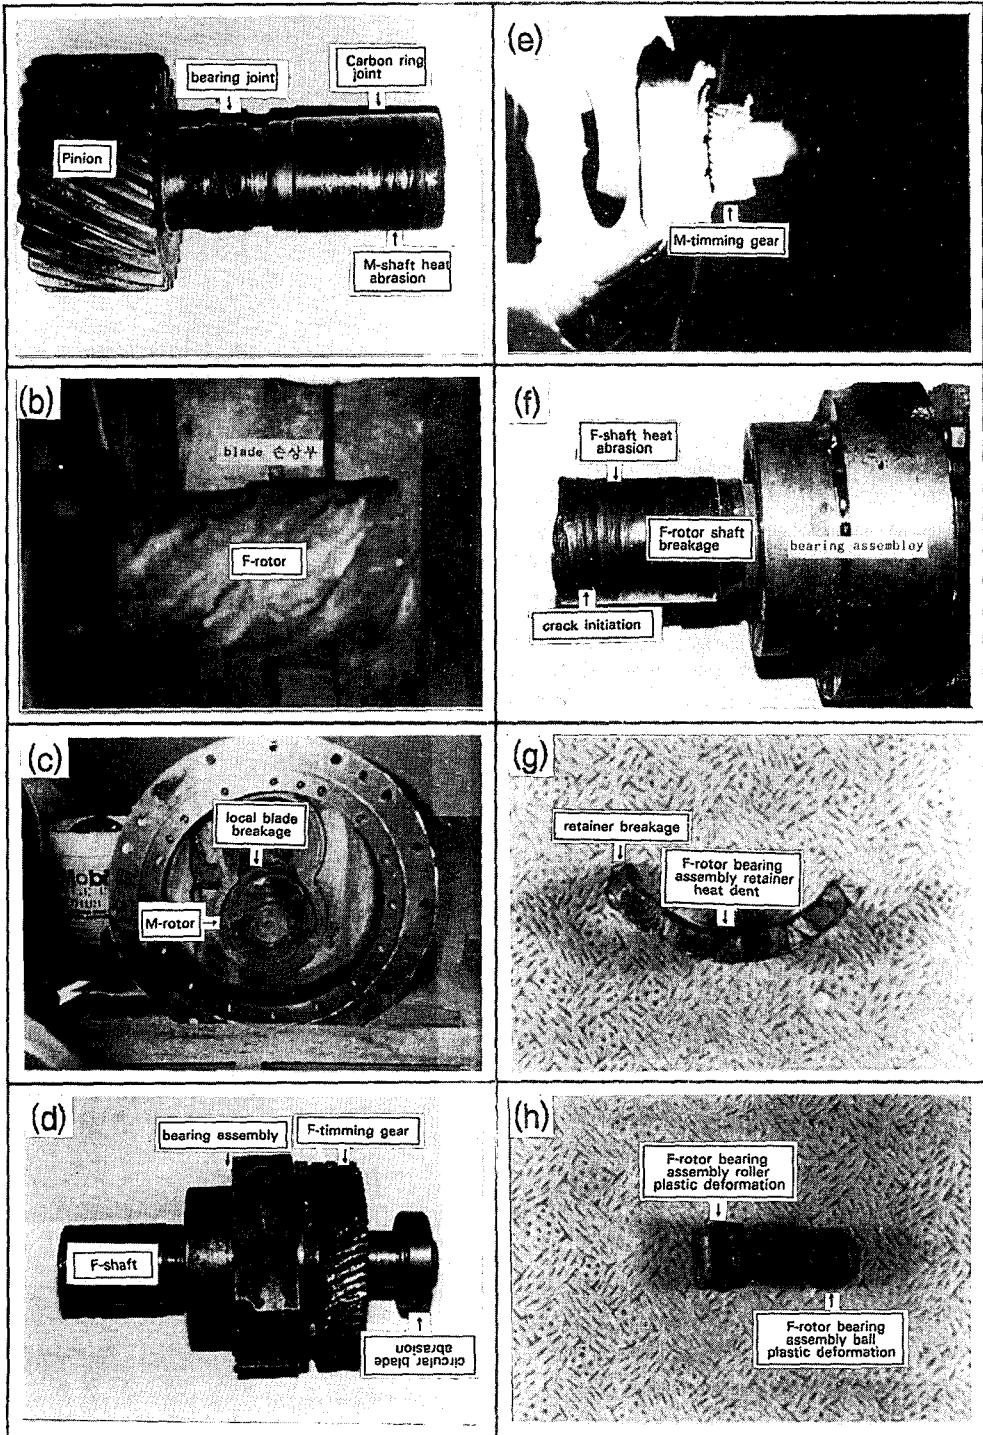 bearing joint
Carbon ring
joint
Pinion
M-shaft heat
abrasion
(e)
M-timming gear
(b)
blade 손상부
F-rotor
(f)
F-shaft heat
abrasion
F-rotor shaft
breakage
bearing assembley
crack initiation
(c)
local blade
breakage
Mobil
M-rotor
(g)
retainer breakage
F-rotor bearing
assembly retainer
heat dent
(d)
bearing assembly
F-timming gear
F-shaft
circular blade
abrasion
(h)
F-rotor bearing
assembly roller
plastic deformation
F-rotor bearing
assembly ball
plastic deformation